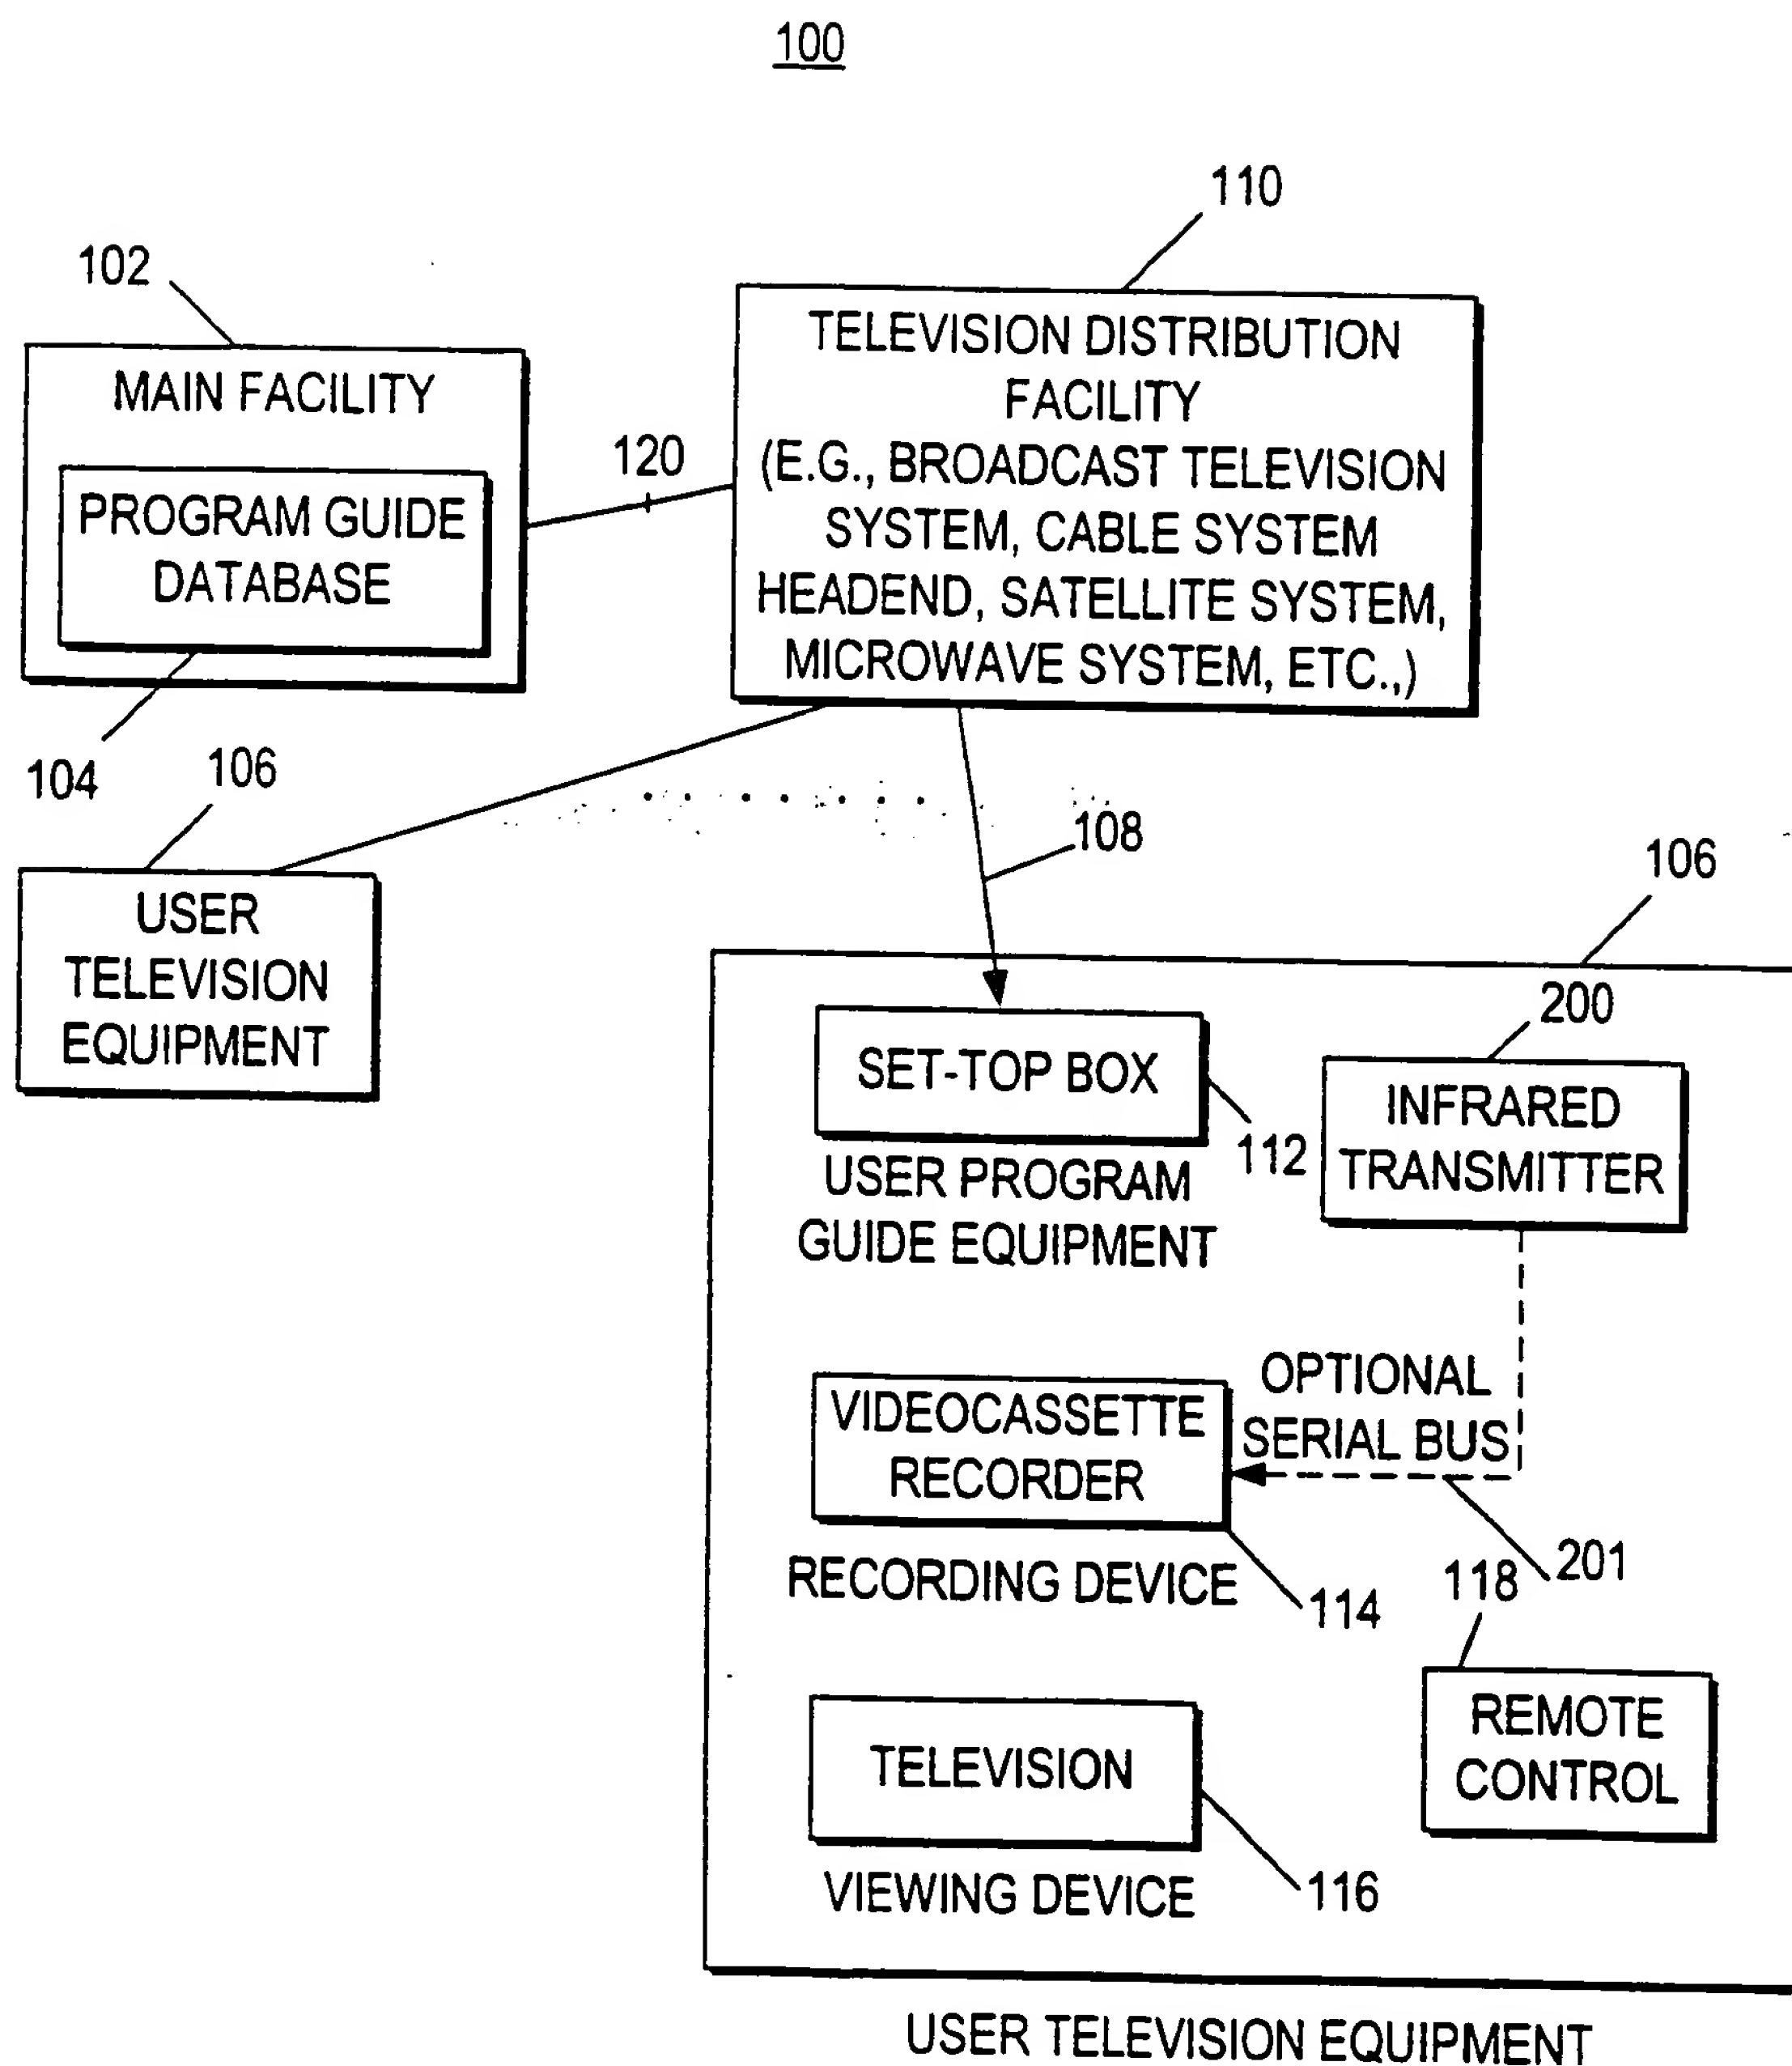 100
110
102
TELEVISION DISTRIBUTION
FACILITY
(E.G., BROADCAST TELEVISION
SYSTEM, CABLE SYSTEM
HEADEND, SATELLITE SYSTEM,
MICROWAVE SYSTEM, ETC.,)
MAIN FACILITY
PROGRAM GUIDE
DATABASE
120
104
106
108
USER
TELEVISION
EQUIPMENT
106
200
SET-TOP BOX
112
USER PROGRAM
GUIDE EQUIPMENT
INFRARED
TRANSMITTER
OPTIONAL
SERIAL BUS
VIDEOCASSETTE
RECORDER
RECORDING DEVICE
114
201
118
REMOTE
CONTROL
TELEVISION
116
VIEWING DEVICE
USER TELEVISION EQUIPMENT